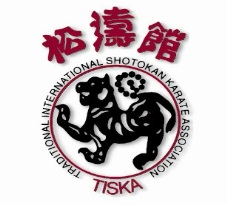 松濤館
TRADITIONAL INTERNATIONAL SHOTOKAN KARATE ASSOCIATION
TISKA